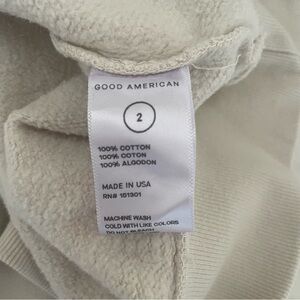 GOOD AMERICAN
2
100% COTTON
100% COTON
100% ALGODON
MADE IN USA
RN# 151301
MACHINE WASH
COLD WITH LIKE COLORS
DO NOT BLEACH